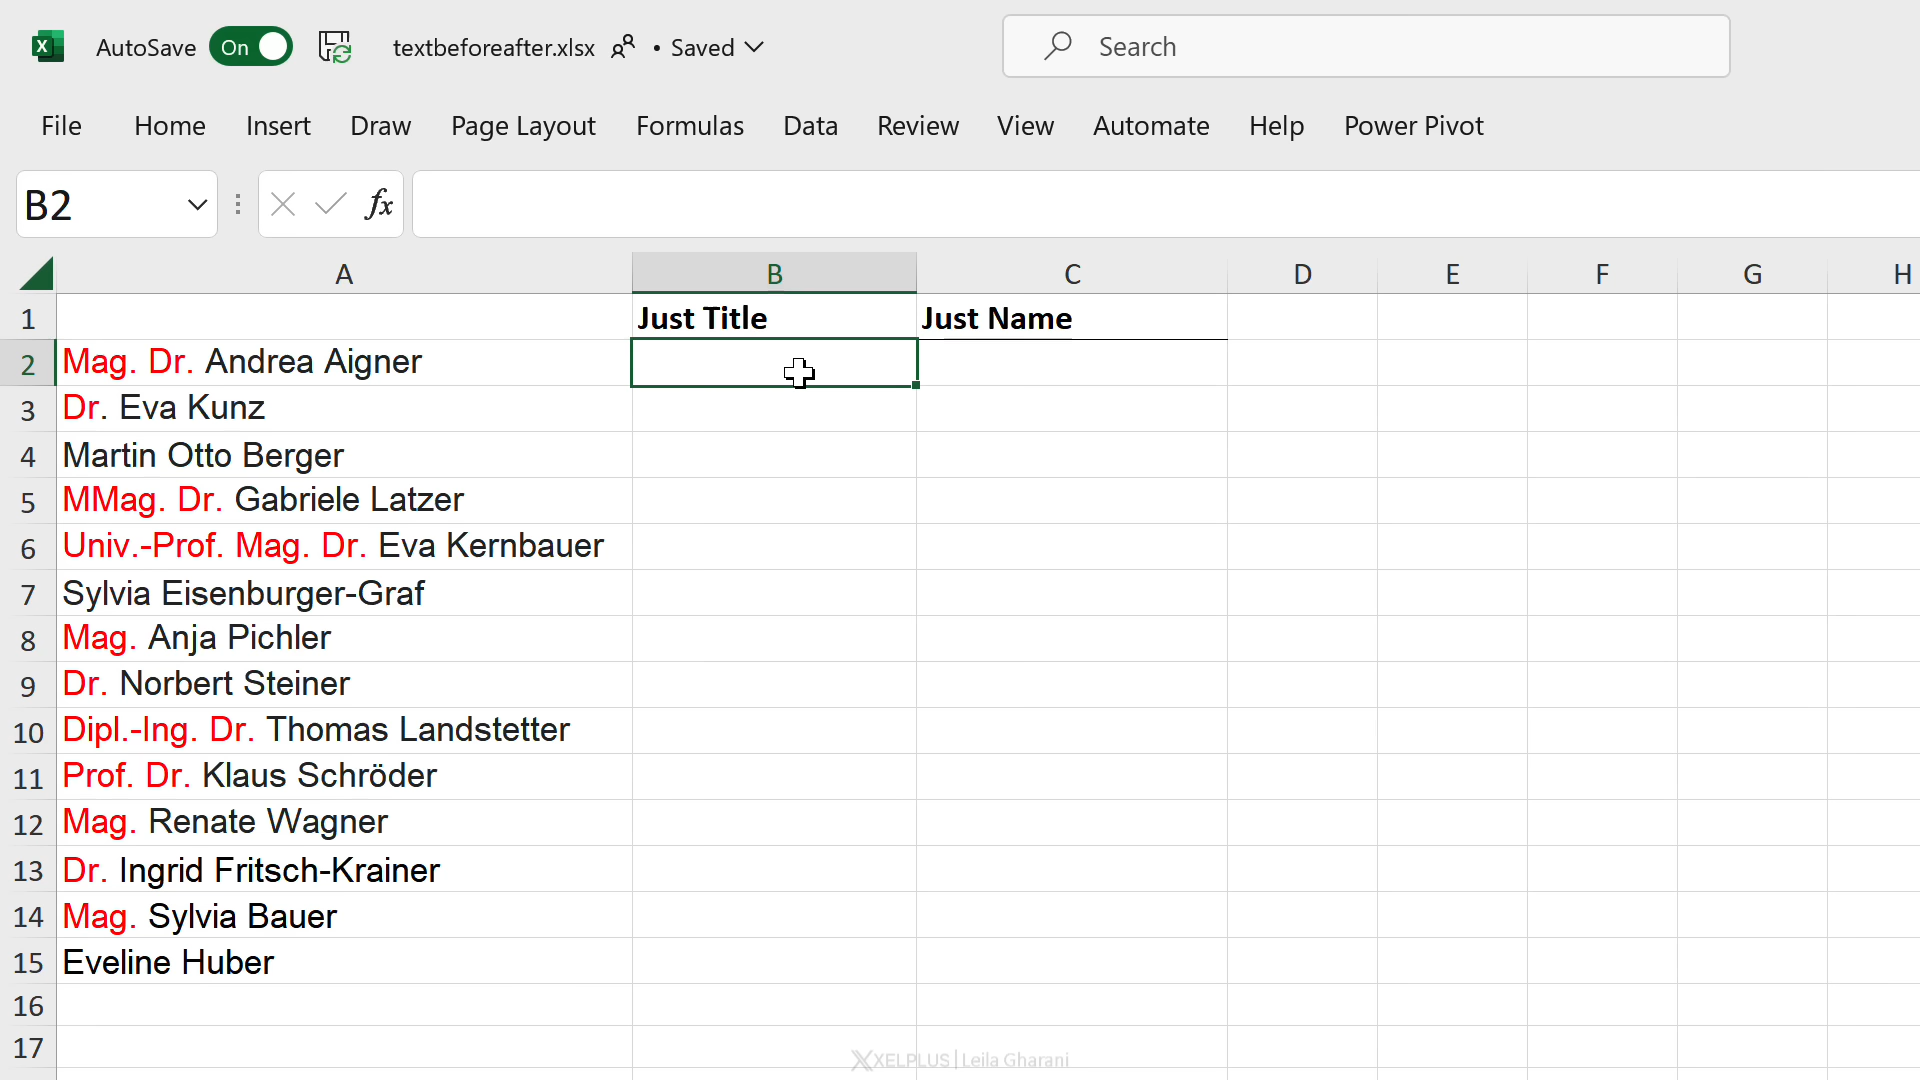 AutoSave On textbeforeafter.xlsx • Saved Search
File Home Insert Draw Page Layout Formulas Data Review View Automate Help Power Pivot
B2 fx
A B C D E F G H
1 Just Title Just Name
2 Mag. Dr. Andrea Aigner
3 Dr. Eva Kunz
4 Martin Otto Berger
5 MMag. Dr. Gabriele Latzer
6 Univ.-Prof. Mag. Dr. Eva Kernbauer
7 Sylvia Eisenburger-Graf
8 Mag. Anja Pichler
9 Dr. Norbert Steiner
10 Dipl.-Ing. Dr. Thomas Landstetter
11 Prof. Dr. Klaus Schröder
12 Mag. Renate Wagner
13 Dr. Ingrid Fritsch-Krainer
14 Mag. Sylvia Bauer
15 Eveline Huber
16
17
XELPLUS | Leila Gharani